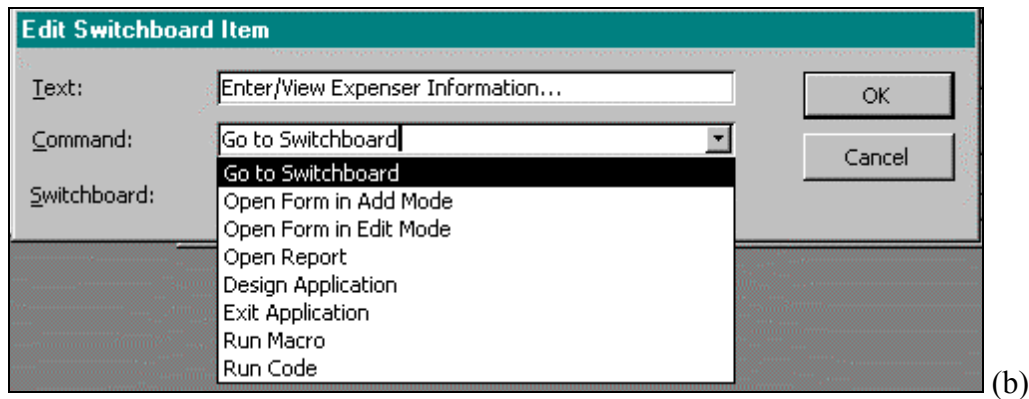 Edit Switchboard Item
Text:
Enter/View Expenser Information...
OK
Command:
Go to Switchboard
Cancel
Go to Switchboard
Switchboard:
Open Form in Add Mode
Open Form in Edit Mode
Open Report
Design Application
Exit Application
Run Macro
Run Code
(b)